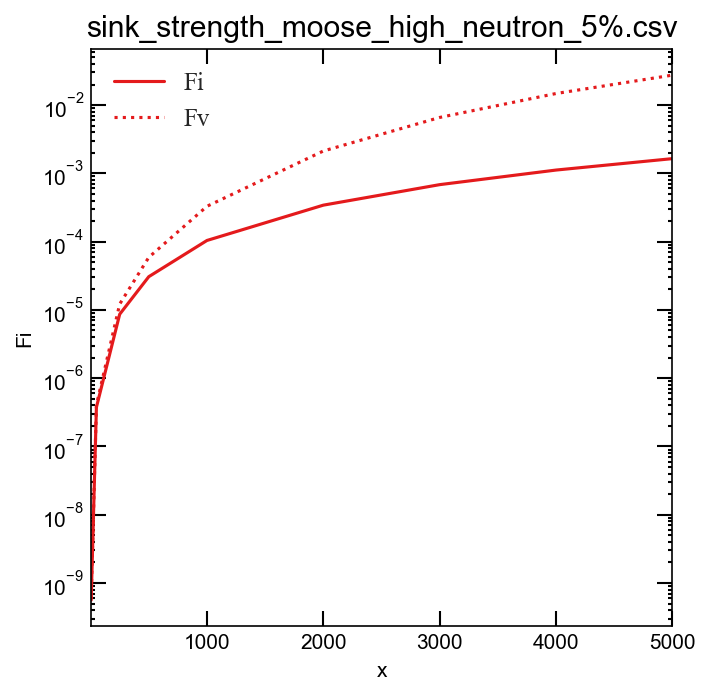 sink_strength_moose_high_neutron_5%.csv
Fi
Fv
10⁻²
10⁻³
10⁻⁴
10⁻⁵
10⁻⁶
10⁻⁷
10⁻⁸
10⁻⁹
Fi
1000 2000 3000 4000 5000
x